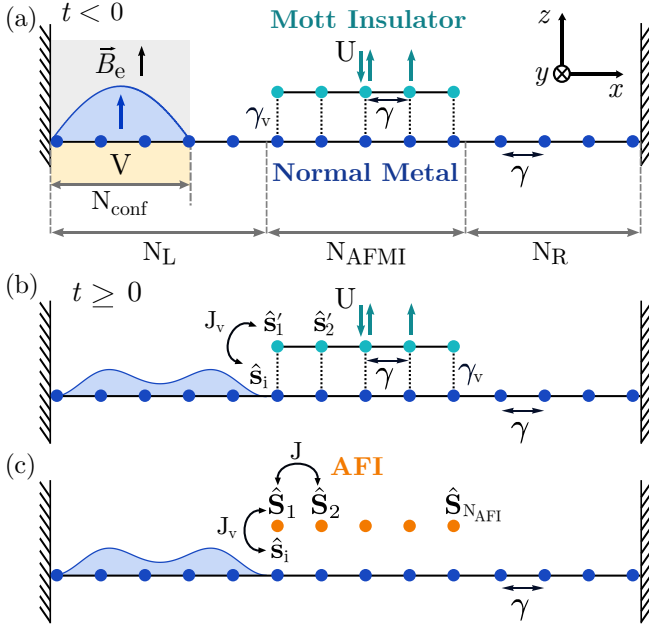 (a) t < 0 Mott Insulator z
B⃗e U y x
γv γ
V Normal Metal γ
Nconf
NL NAFMI NR
(b) t ≥ 0 U
Jv ŝ′1 ŝ′2
ŝi γ γv γ
(c) J AFI
Ŝ1 Ŝ2 ŜNAFI
Jv ŝi
γ